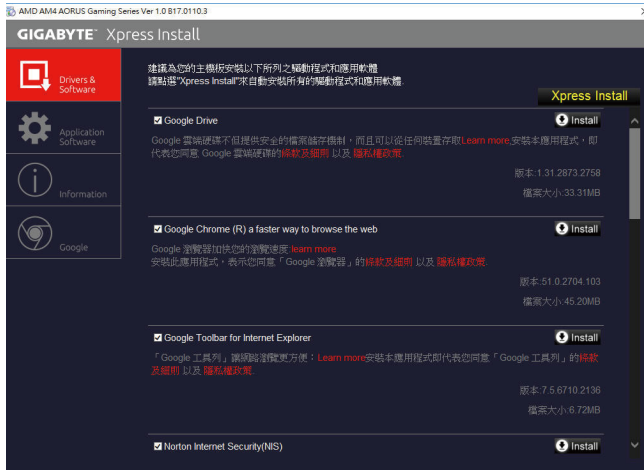 AMD AM4 AORUS Gaming Series Ver 1.0 B17.0110.3
GIGABYTE™ Xpress Install
Drivers &
Software
Application
Software
Information
Google
建議為您的主機板安裝以下所列之驅動程式和應用軟體
請點選"Xpress Install"來自動安裝所有的驅動程式和應用軟體.
Xpress Install
Google Drive
Install
Google 雲端硬碟不但提供安全的檔案儲存機制，而且可以從任何裝置存取Learn more.安裝本應用程式，即
代表您同意 Google 雲端硬碟的條款及細則 以及 隱私權政策.
版本:1.31.2873.2758
檔案大小:33.31MB
Google Chrome (R) a faster way to browse the web
Install
Google 瀏覽器加快您的瀏覽速度.learn more
安裝此應用程式，表示您同意「Google 瀏覽器」的條款及細則 以及 隱私權政策.
版本:51.0.2704.103
檔案大小:45.20MB
Google Toolbar for Internet Explorer
Install
「Google 工具列」讓網路瀏覽更方便：Learn more安裝本應用程式即代表您同意「Google 工具列」的條款
及細則 以及 隱私權政策.
版本:7.5.6710.2136
檔案大小:6.72MB
Norton Internet Security(NIS)
Install